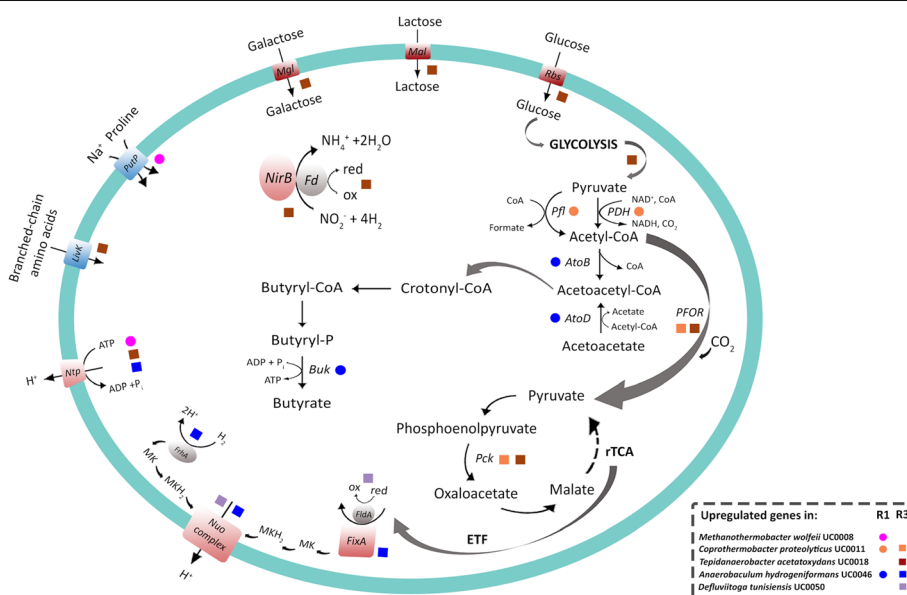 Galactose
Mgl
Galactose
Lactose
Mal
Lactose
Glucose
Rbs
Glucose
GLYCOLYSIS
Na⁺ Proline
PutP
Branched-chain
amino acids
LivK
NirB
Fd
NH₄⁺ +2H₂O
red
ox
NO₂⁻ + 4H₂
Pyruvate
CoA
Formate
Pfl
PDH
NAD⁺, CoA
NADH, CO₂
Acetyl-CoA
AtoB
CoA
Acetoacetyl-CoA
AtoD
Acetate
Acetyl-CoA
Acetoacetate
PFOR
CO₂
Butyryl-CoA
Crotonyl-CoA
Butyryl-P
ADP + Pᵢ
ATP
Buk
Butyrate
H⁺
Ntp
ATP
ADP +Pᵢ
2H⁺
H₂
FrhA
MK
MKH₂
Nuo
complex
H⁺
MKH₂
MK
ox
red
FldA
FixA
ETF
Pyruvate
Phosphoenolpyruvate
Pck
Oxaloacetate
Malate
rTCA
Upregulated genes in: R1 R3
Methanothermobacter wolfeii UC0008
Coprothermobacter proteolyticus UC0011
Tepidanaerobacter acetatoxydans UC0018
Anaerobaculum hydrogeniformans UC0046
Defluviitoga tunisiensis UC0050